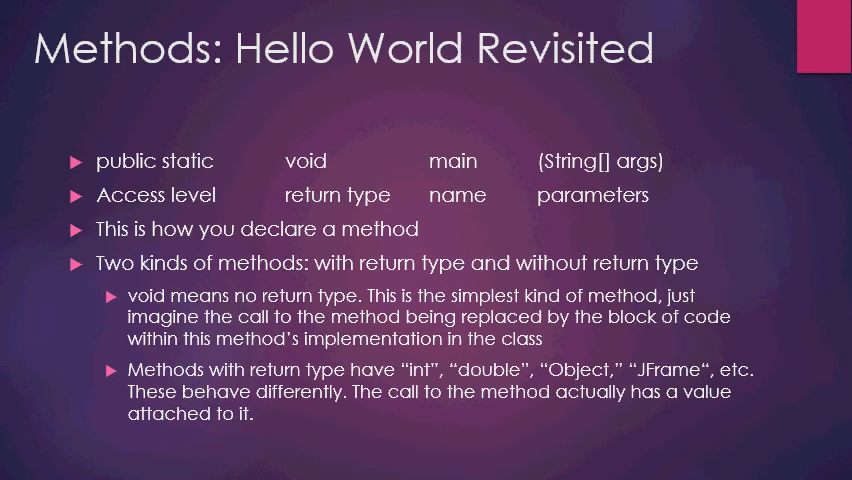 Methods: Hello World Revisited
public static void main (String[] args)
Access level return type name parameters
This is how you declare a method
Two kinds of methods: with return type and without return type
void means no return type. This is the simplest kind of method, just
imagine the call to the method being replaced by the block of code
within this method's implementation in the class
Methods with return type have “int”, “double”, “Object,” “JFrame“, etc.
These behave differently. The call to the method actually has a value
attached to it.